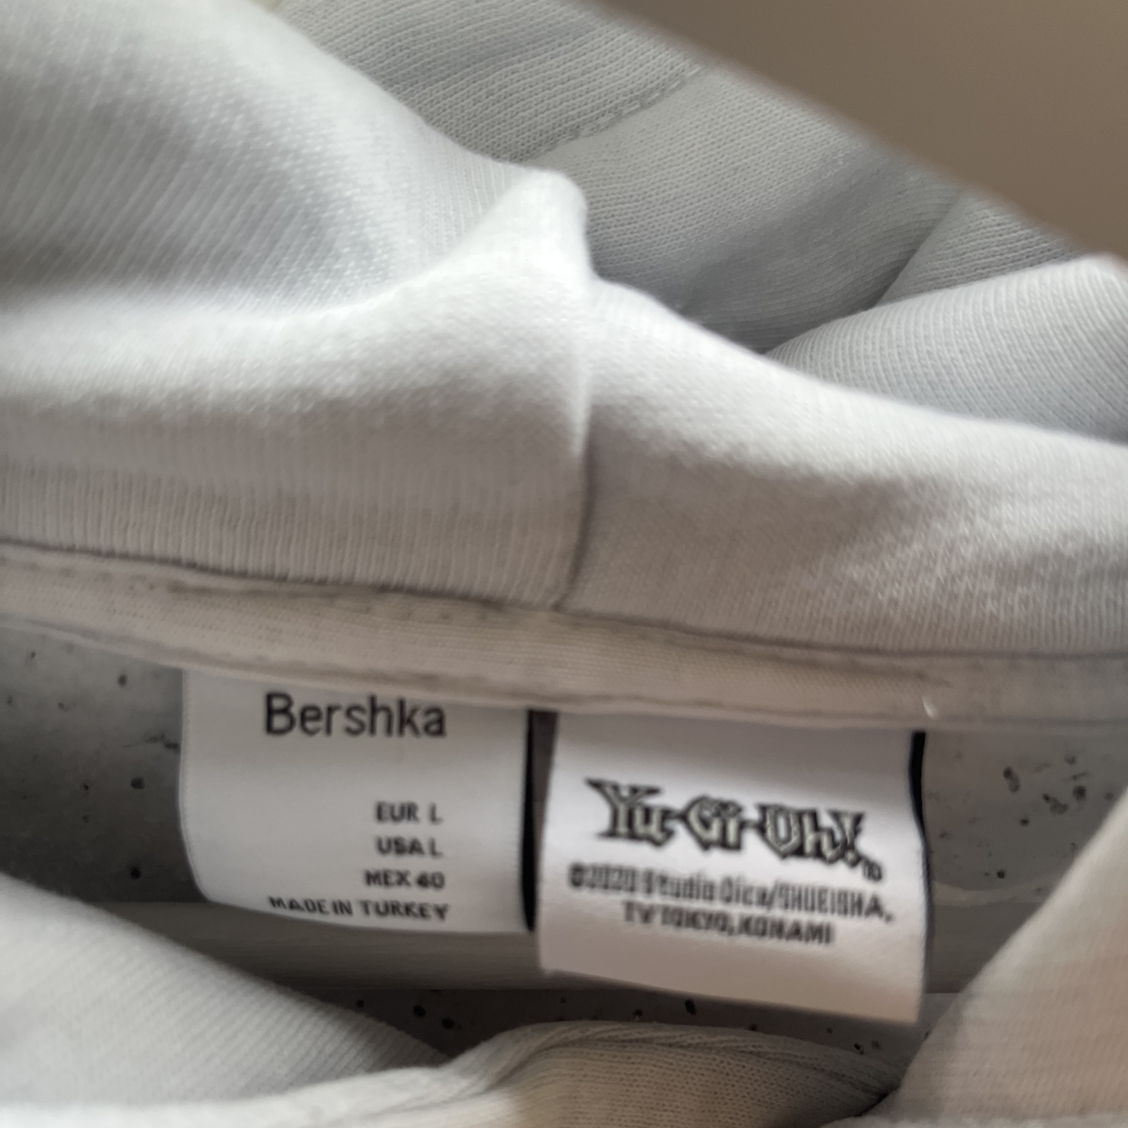 Bershka
EUR L
USA L
MEX 40
MADE IN TURKEY
Yu-Gi-Oh!
©2020 Studio Dice/SHUEISHA,
TV TOKYO, KONAMI